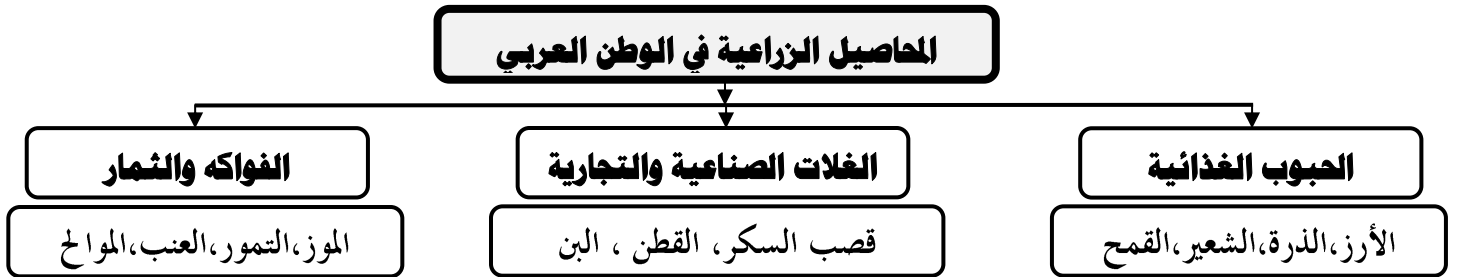 المحاصيل الزراعية في الوطن العربي
الحبوب الغذائية
الغلات الصناعية والتجارية
الفواكه والثمار
الأرز،الذرة،الشعير،القمح
قصب السكر، القطن ، البن
الموز،التمور،العنب،الموالح